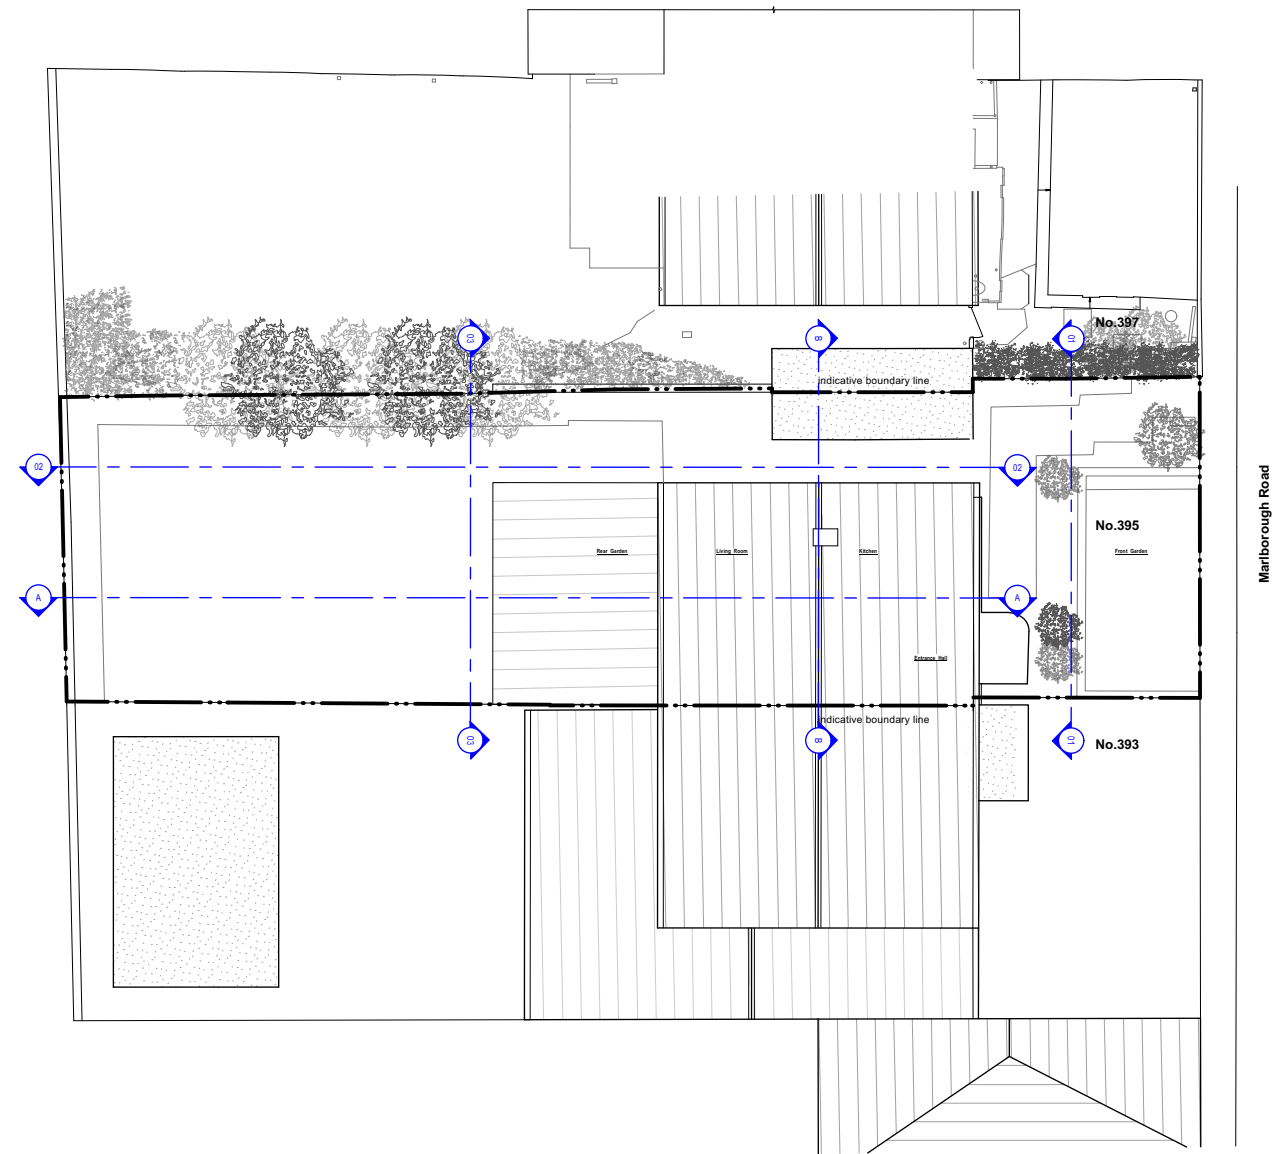 No.397
03
B
01
indicative boundary line
02
02
Marlborough Road
No.395
Rear Garden
Living Room
Kitchen
Front Garden
A
A
Entrance Hall
indicative boundary line
03
B
01
No.393